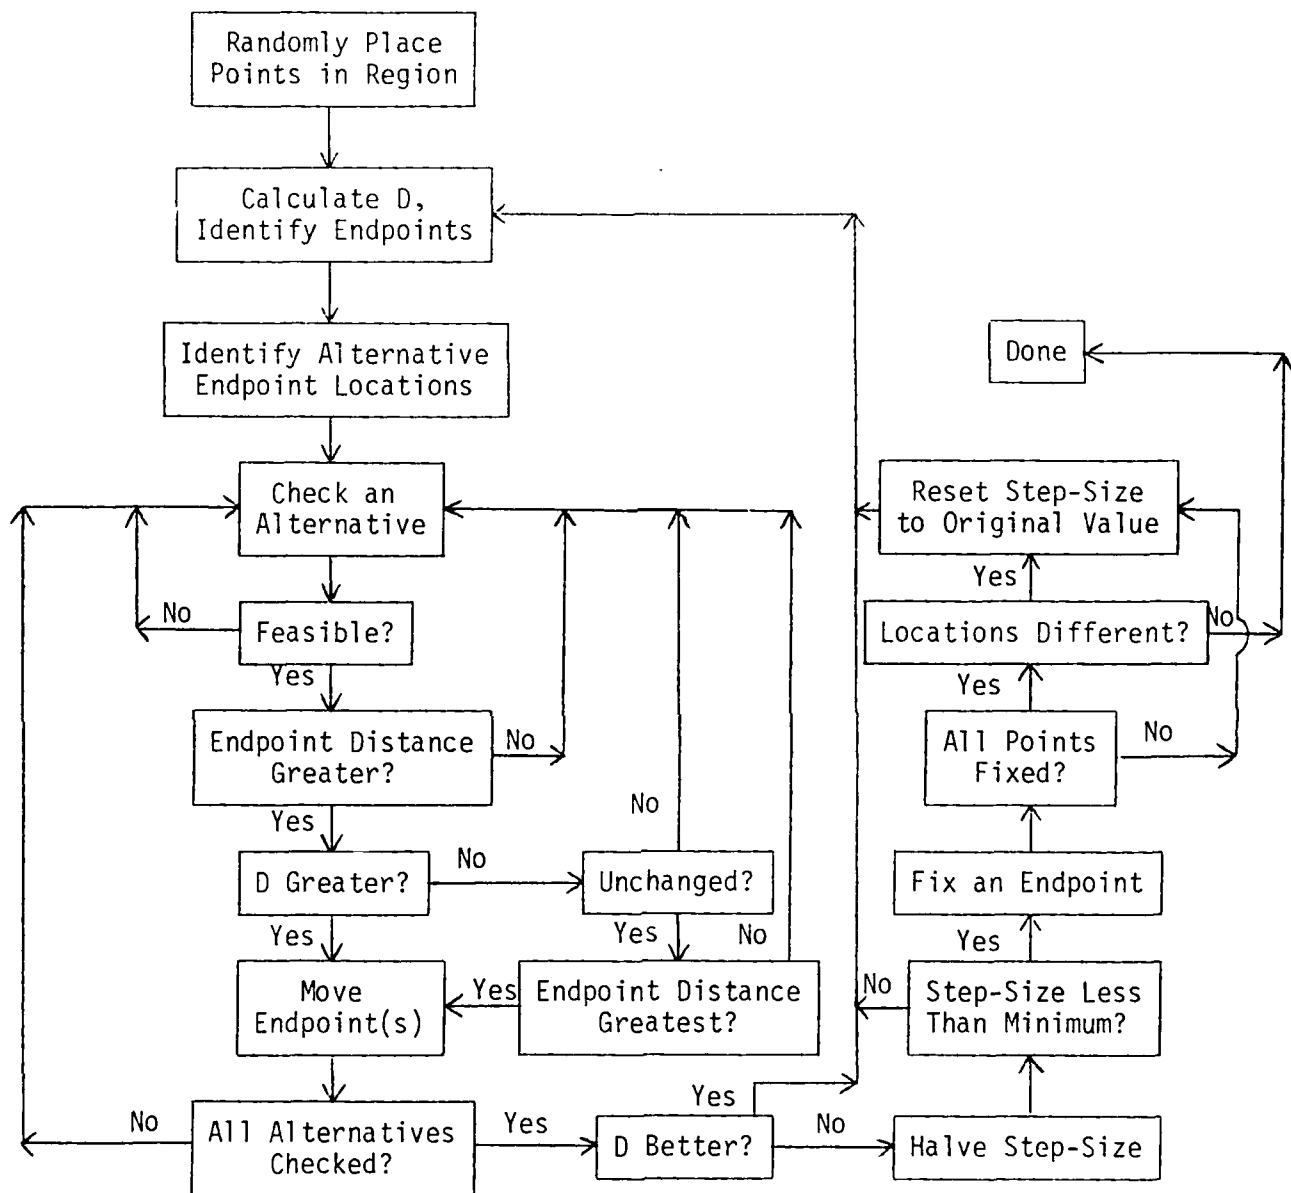 Randomly Place
Points in Region
Calculate D,
Identify Endpoints
Identify Alternative
Endpoint Locations
Done
Check an
Alternative
Reset Step-Size
to Original Value
No
Feasible?
Yes
Yes
Locations Different?
No
Yes
Endpoint Distance
Greater?
No
All Points
Fixed?
No
Yes
No
D Greater?
No
Unchanged?
Fix an Endpoint
Yes
Yes
No
Yes
Move
Endpoint(s)
Yes
Endpoint Distance
Greatest?
No
Step-Size Less
Than Minimum?
No
All Alternatives
Checked?
Yes
Yes
D Better?
No
Halve Step-Size